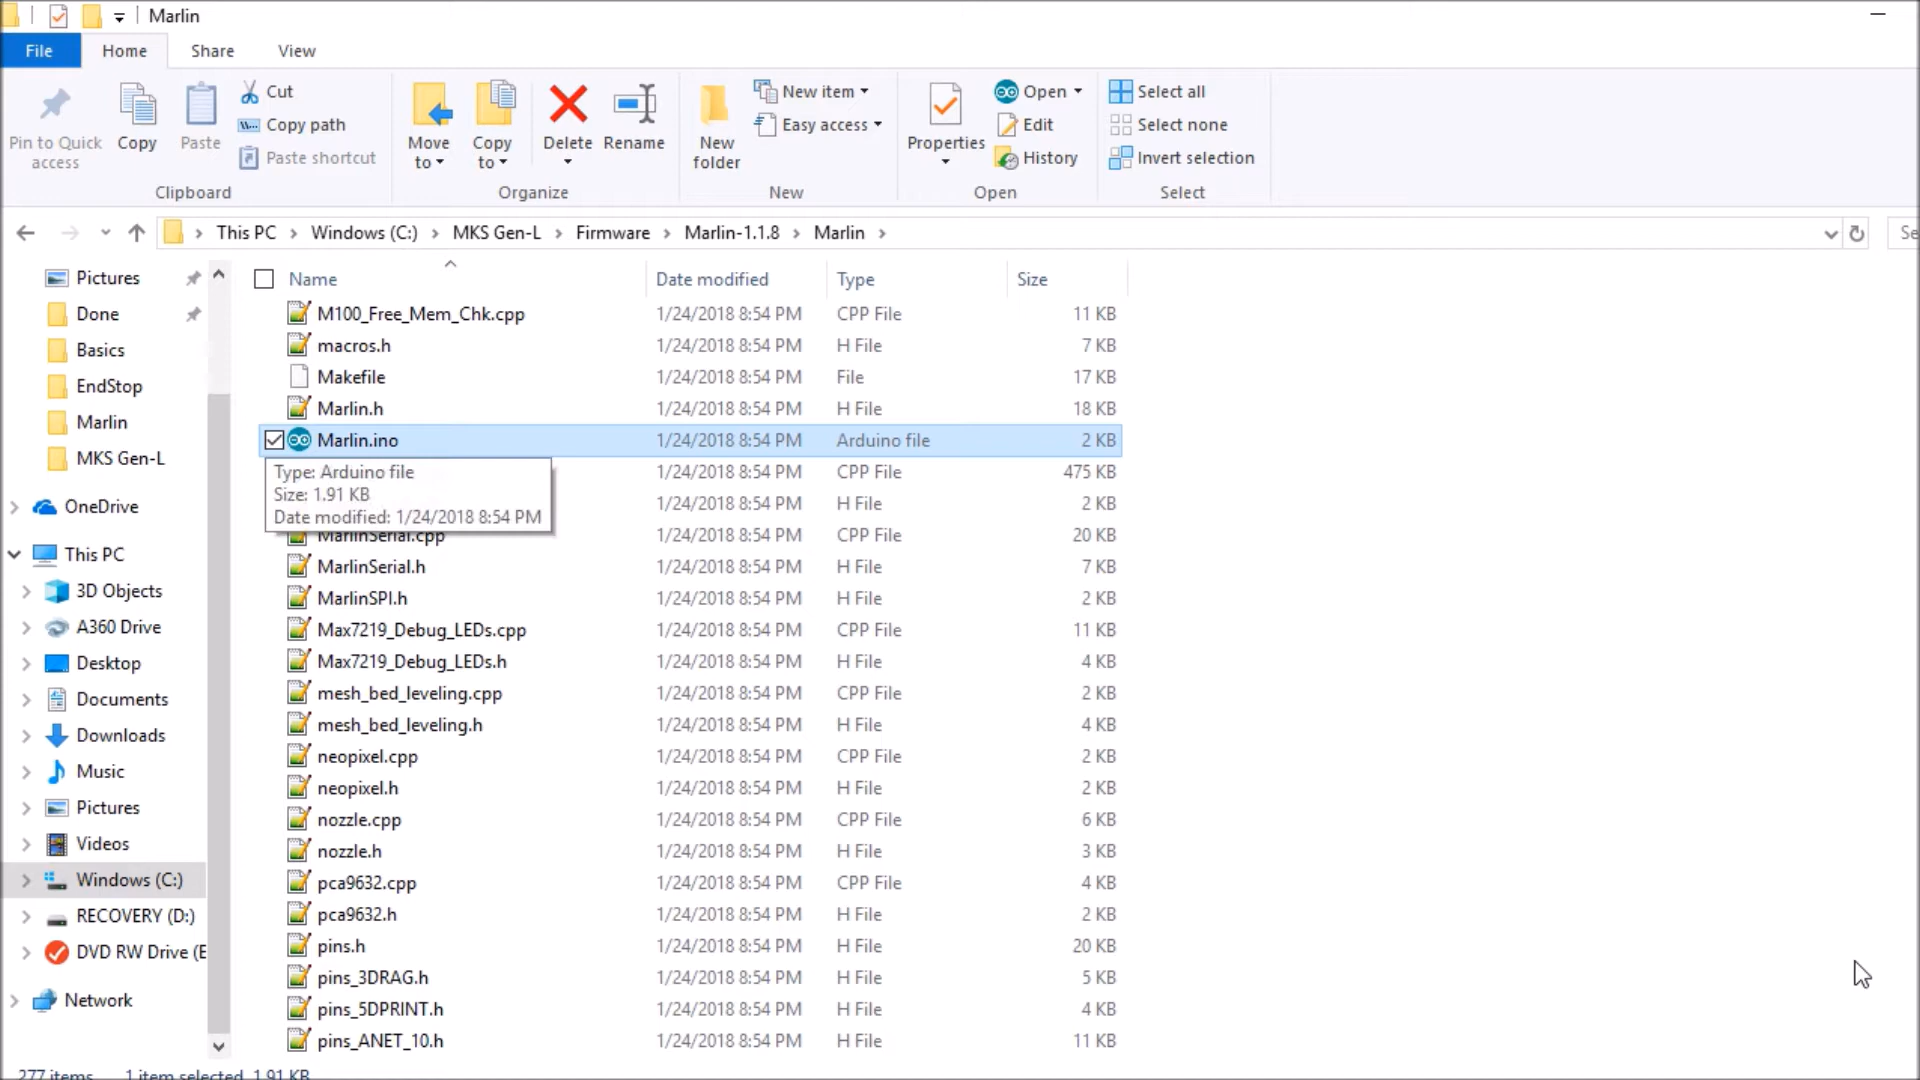 Marlin
File Home Share View
Pin to Quick access
Copy
Paste
Cut
Copy path
Paste shortcut
Clipboard
Move to
Copy to
Delete
Rename
Organize
New folder
New item
Easy access
New
Properties
Open
Edit
History
Open
Select all
Select none
Invert selection
Select
This PC Windows (C:) MKS Gen-L Firmware Marlin-1.1.8 Marlin
Se
Pictures
Done
Basics
EndStop
Marlin
MKS Gen-L
OneDrive
This PC
3D Objects
A360 Drive
Desktop
Documents
Downloads
Music
Pictures
Videos
Windows (C:)
RECOVERY (D:)
DVD RW Drive (E
Network
Name Date modified Type Size
M100_Free_Mem_Chk.cpp 1/24/2018 8:54 PM CPP File 11 KB
macros.h 1/24/2018 8:54 PM H File 7 KB
Makefile 1/24/2018 8:54 PM File 17 KB
Marlin.h 1/24/2018 8:54 PM H File 18 KB
Marlin.ino 1/24/2018 8:54 PM Arduino file 2 KB
1/24/2018 8:54 PM CPP File 475 KB
1/24/2018 8:54 PM H File 2 KB
Type: Arduino file
Size: 1.91 KB
Date modified: 1/24/2018 8:54 PM
MarlinSerial.cpp 1/24/2018 8:54 PM CPP File 20 KB
MarlinSerial.h 1/24/2018 8:54 PM H File 7 KB
MarlinSPI.h 1/24/2018 8:54 PM H File 2 KB
Max7219_Debug_LEDs.cpp 1/24/2018 8:54 PM CPP File 11 KB
Max7219_Debug_LEDs.h 1/24/2018 8:54 PM H File 4 KB
mesh_bed_leveling.cpp 1/24/2018 8:54 PM CPP File 2 KB
mesh_bed_leveling.h 1/24/2018 8:54 PM H File 4 KB
neopixel.cpp 1/24/2018 8:54 PM CPP File 2 KB
neopixel.h 1/24/2018 8:54 PM H File 2 KB
nozzle.cpp 1/24/2018 8:54 PM CPP File 6 KB
nozzle.h 1/24/2018 8:54 PM H File 3 KB
pca9632.cpp 1/24/2018 8:54 PM CPP File 4 KB
pca9632.h 1/24/2018 8:54 PM H File 2 KB
pins.h 1/24/2018 8:54 PM H File 20 KB
pins_3DRAG.h 1/24/2018 8:54 PM H File 5 KB
pins_5DPRINT.h 1/24/2018 8:54 PM H File 4 KB
pins_ANET_10.h 1/24/2018 8:54 PM H File 11 KB
277 items 1 item selected 1.91 KB